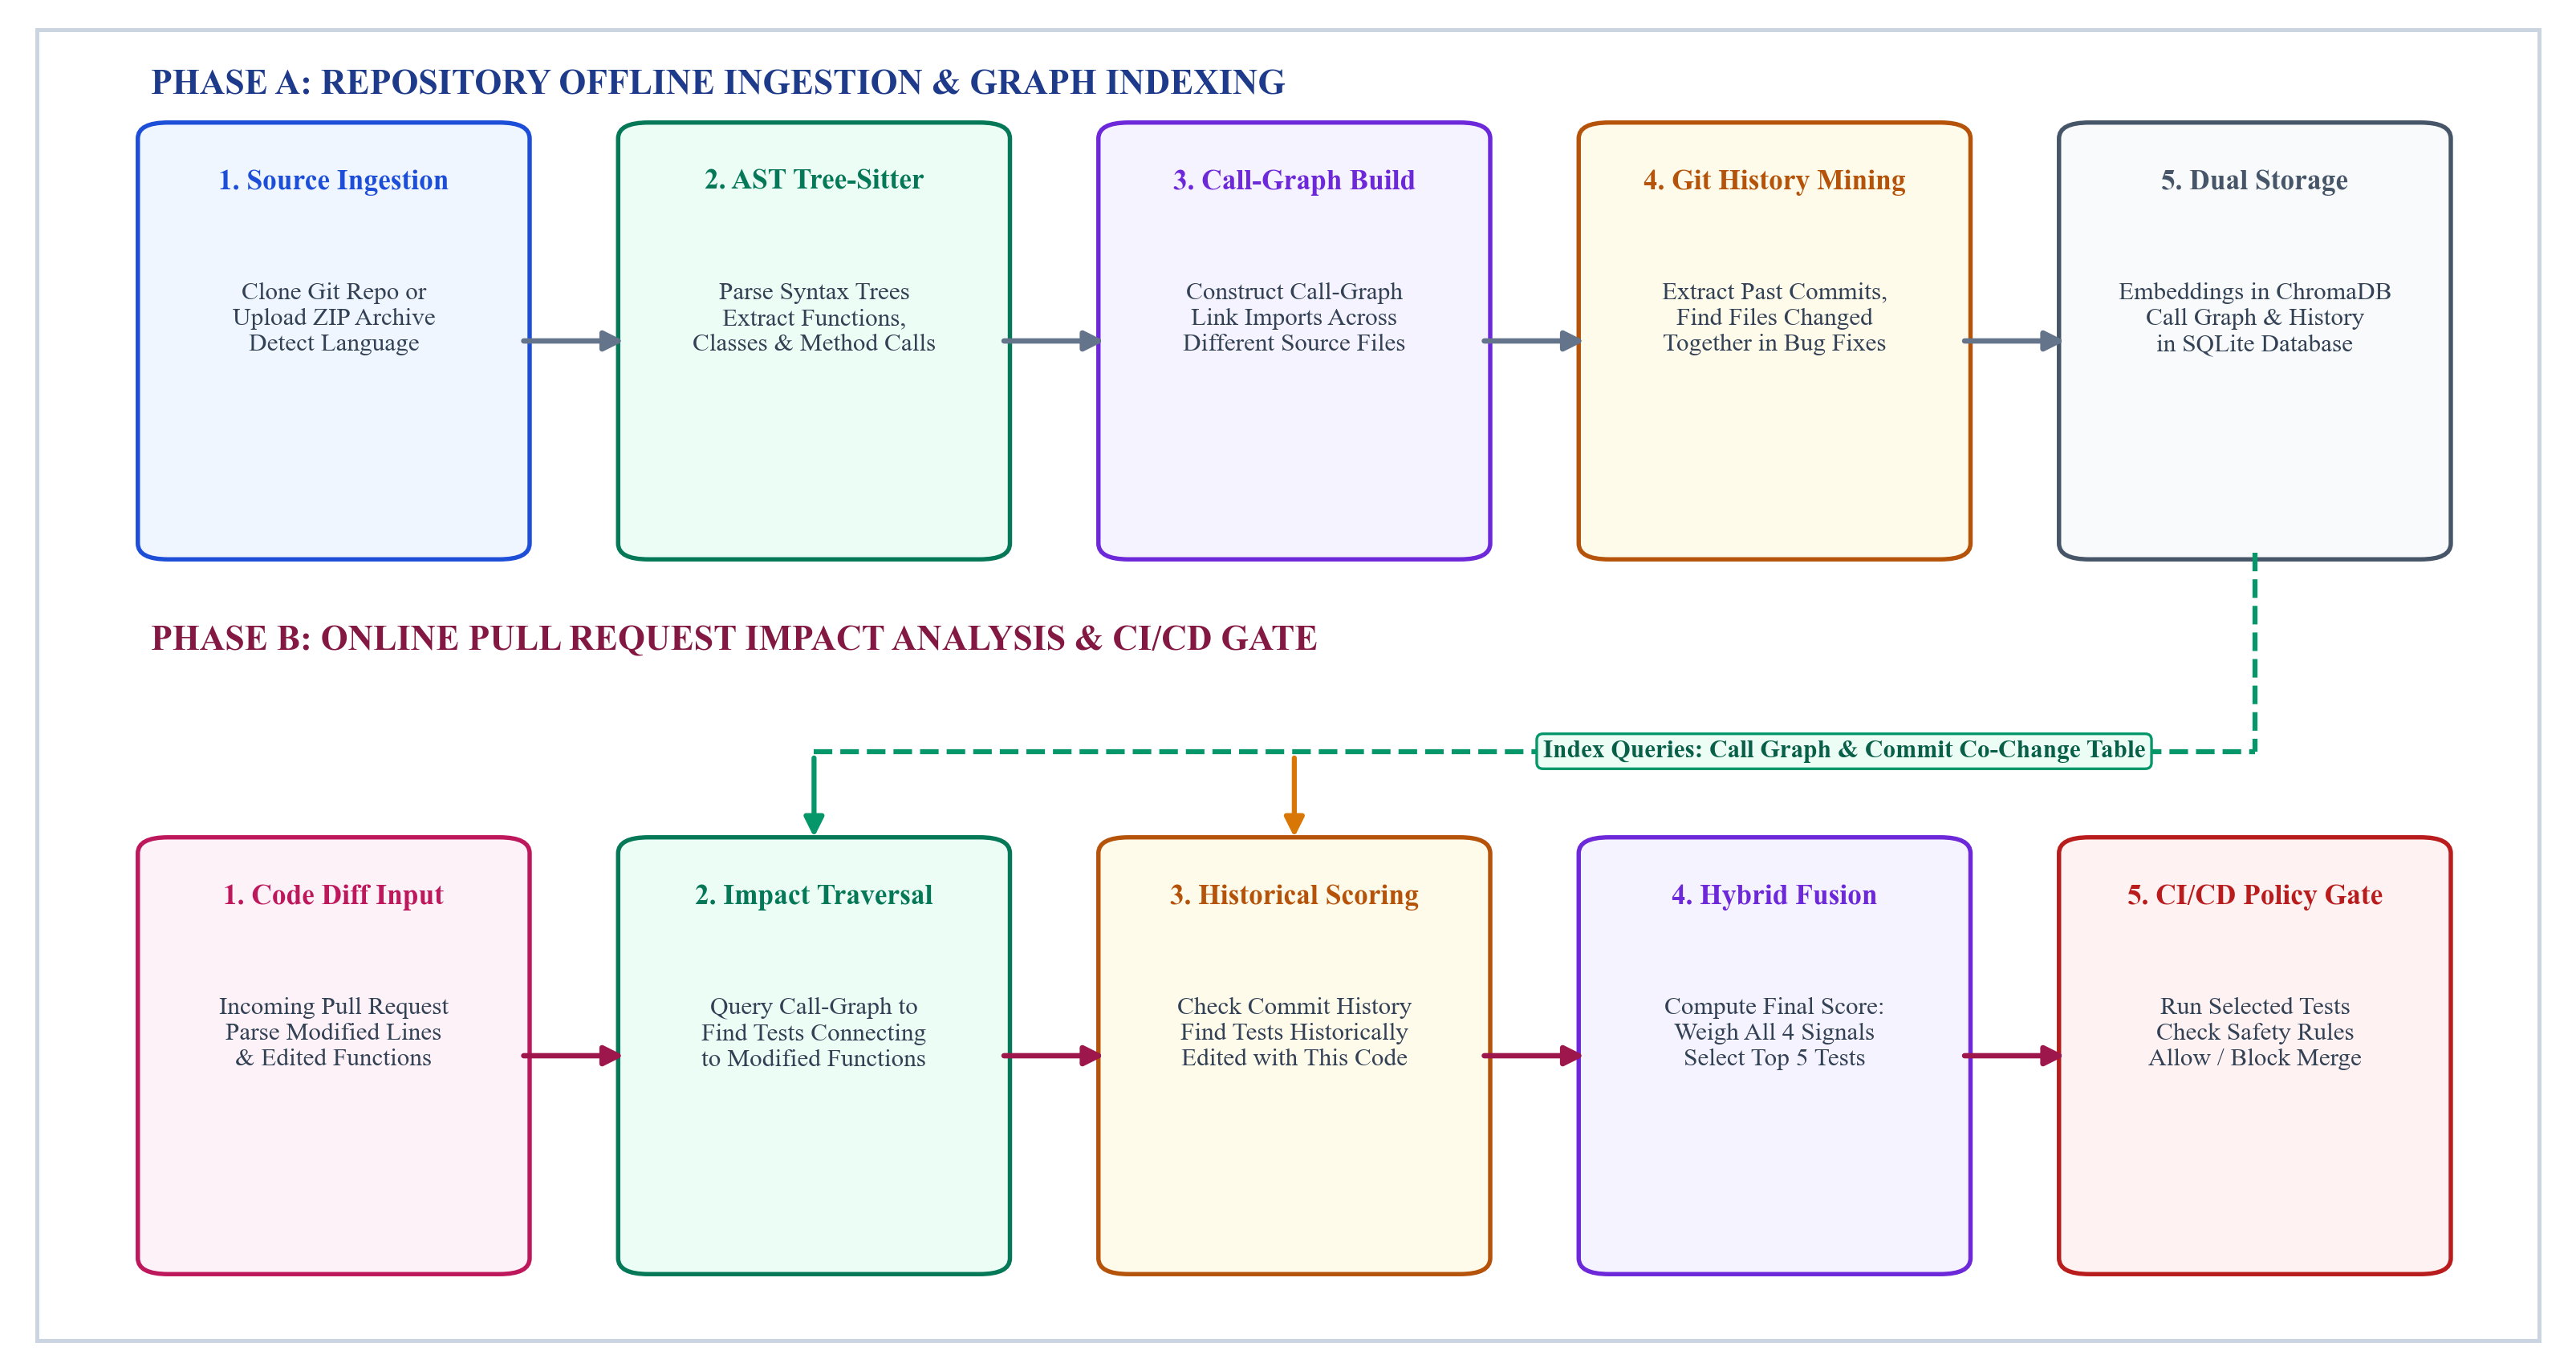 PHASE A: REPOSITORY OFFLINE INGESTION & GRAPH INDEXING
1. Source Ingestion
Clone Git Repo or
Upload ZIP Archive
Detect Language
2. AST Tree-Sitter
Parse Syntax Trees
Extract Functions,
Classes & Method Calls
3. Call-Graph Build
Construct Call-Graph
Link Imports Across
Different Source Files
4. Git History Mining
Extract Past Commits,
Find Files Changed
Together in Bug Fixes
5. Dual Storage
Embeddings in ChromaDB
Call Graph & History
in SQLite Database
PHASE B: ONLINE PULL REQUEST IMPACT ANALYSIS & CI/CD GATE
Index Queries: Call Graph & Commit Co-Change Table
1. Code Diff Input
Incoming Pull Request
Parse Modified Lines
& Edited Functions
2. Impact Traversal
Query Call-Graph to
Find Tests Connecting
to Modified Functions
3. Historical Scoring
Check Commit History
Find Tests Historically
Edited with This Code
4. Hybrid Fusion
Compute Final Score:
Weigh All 4 Signals
Select Top 5 Tests
5. CI/CD Policy Gate
Run Selected Tests
Check Safety Rules
Allow / Block Merge